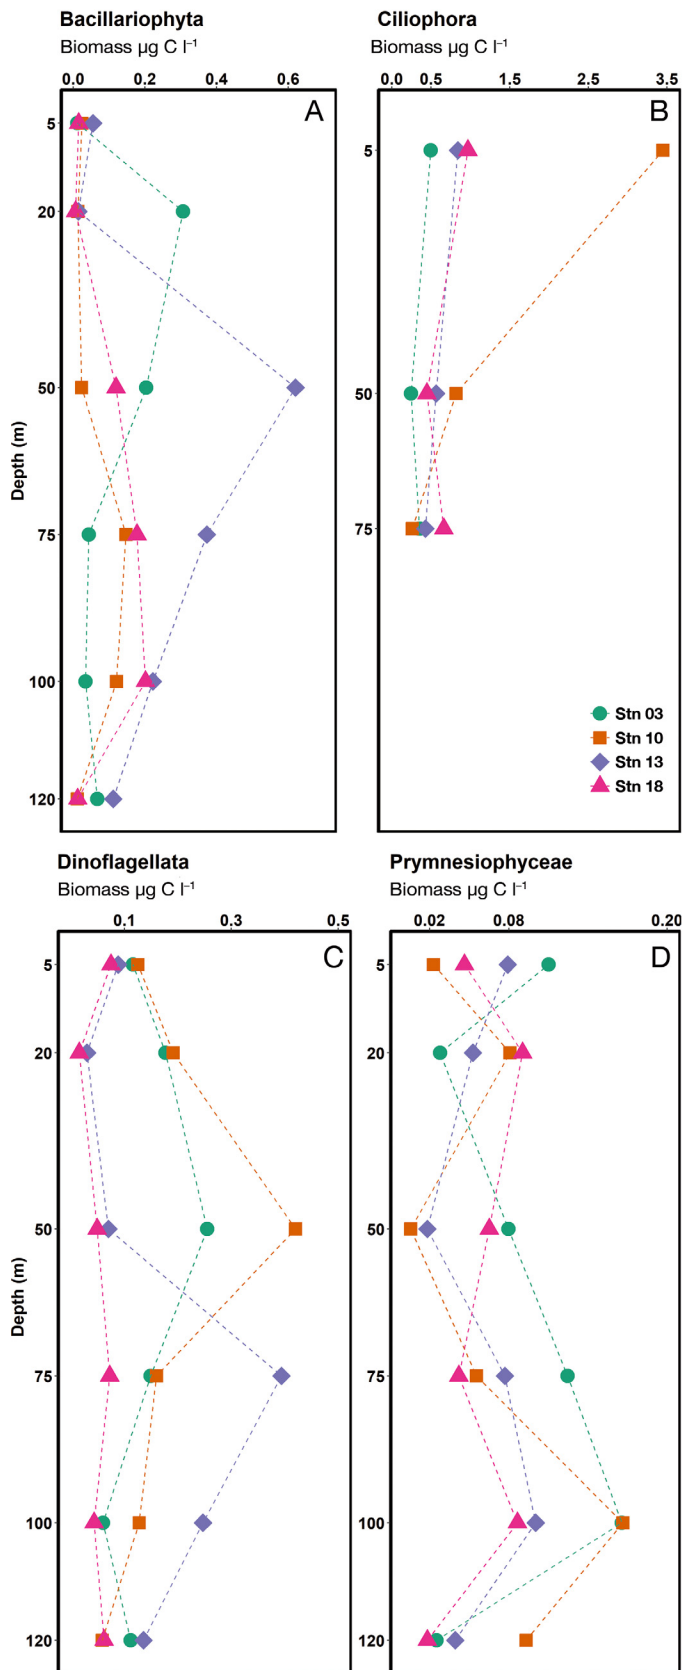 Bacillariophyta
Biomass µg C l⁻¹
0.0 0.2 0.4 0.6
A
5
20
50
75
100
120
Depth (m)
Ciliophora
Biomass µg C l⁻¹
0.0 0.5 1.5 2.5 3.5
B
5
50
75
Stn 03
Stn 10
Stn 13
Stn 18
Dinoflagellata
Biomass µg C l⁻¹
0.1 0.3 0.5
C
5
20
50
75
100
120
Depth (m)
Prymnesiophyceae
Biomass µg C l⁻¹
0.02 0.08 0.20
D
5
20
50
75
100
120